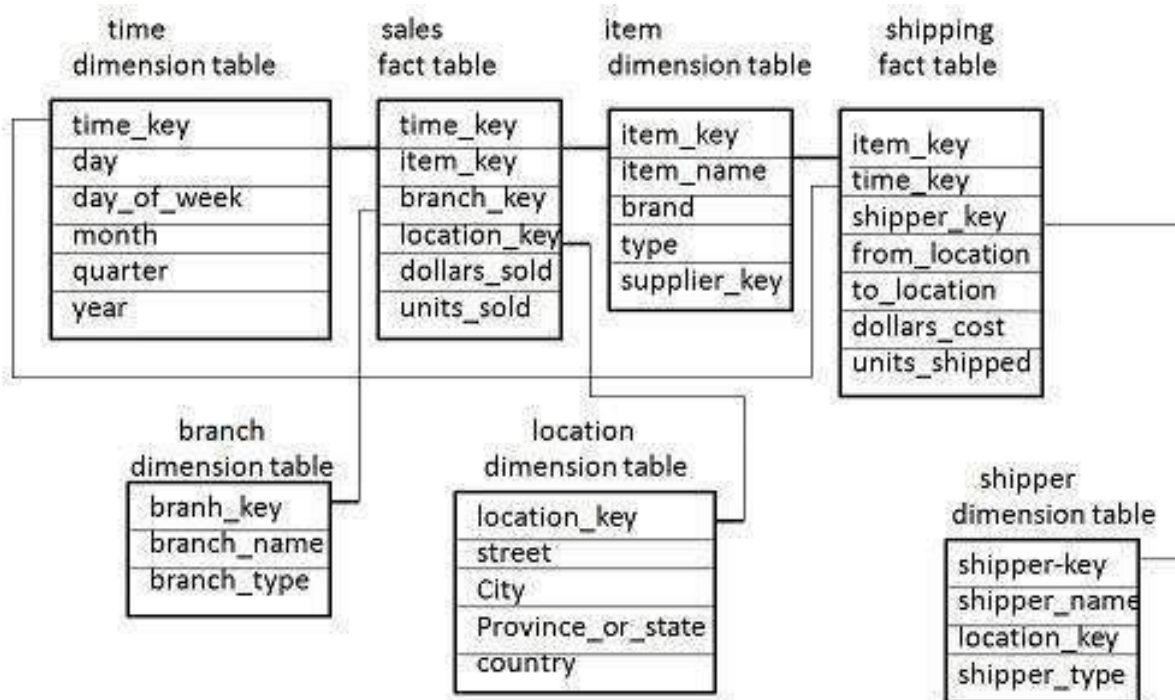 time
dimension table
time_key
day
day_of_week
month
quarter
year
sales
fact table
time_key
item_key
branch_key
location_key
dollars_sold
units_sold
item
dimension table
item_key
item_name
brand
type
supplier_key
shipping
fact table
item_key
time_key
shipper_key
from_location
to_location
dollars_cost
units_shipped
branch
dimension table
branh_key
branch_name
branch_type
location
dimension table
location_key
street
City
Province_or_state
country
shipper
dimension table
shipper-key
shipper_name
location_key
shipper_type